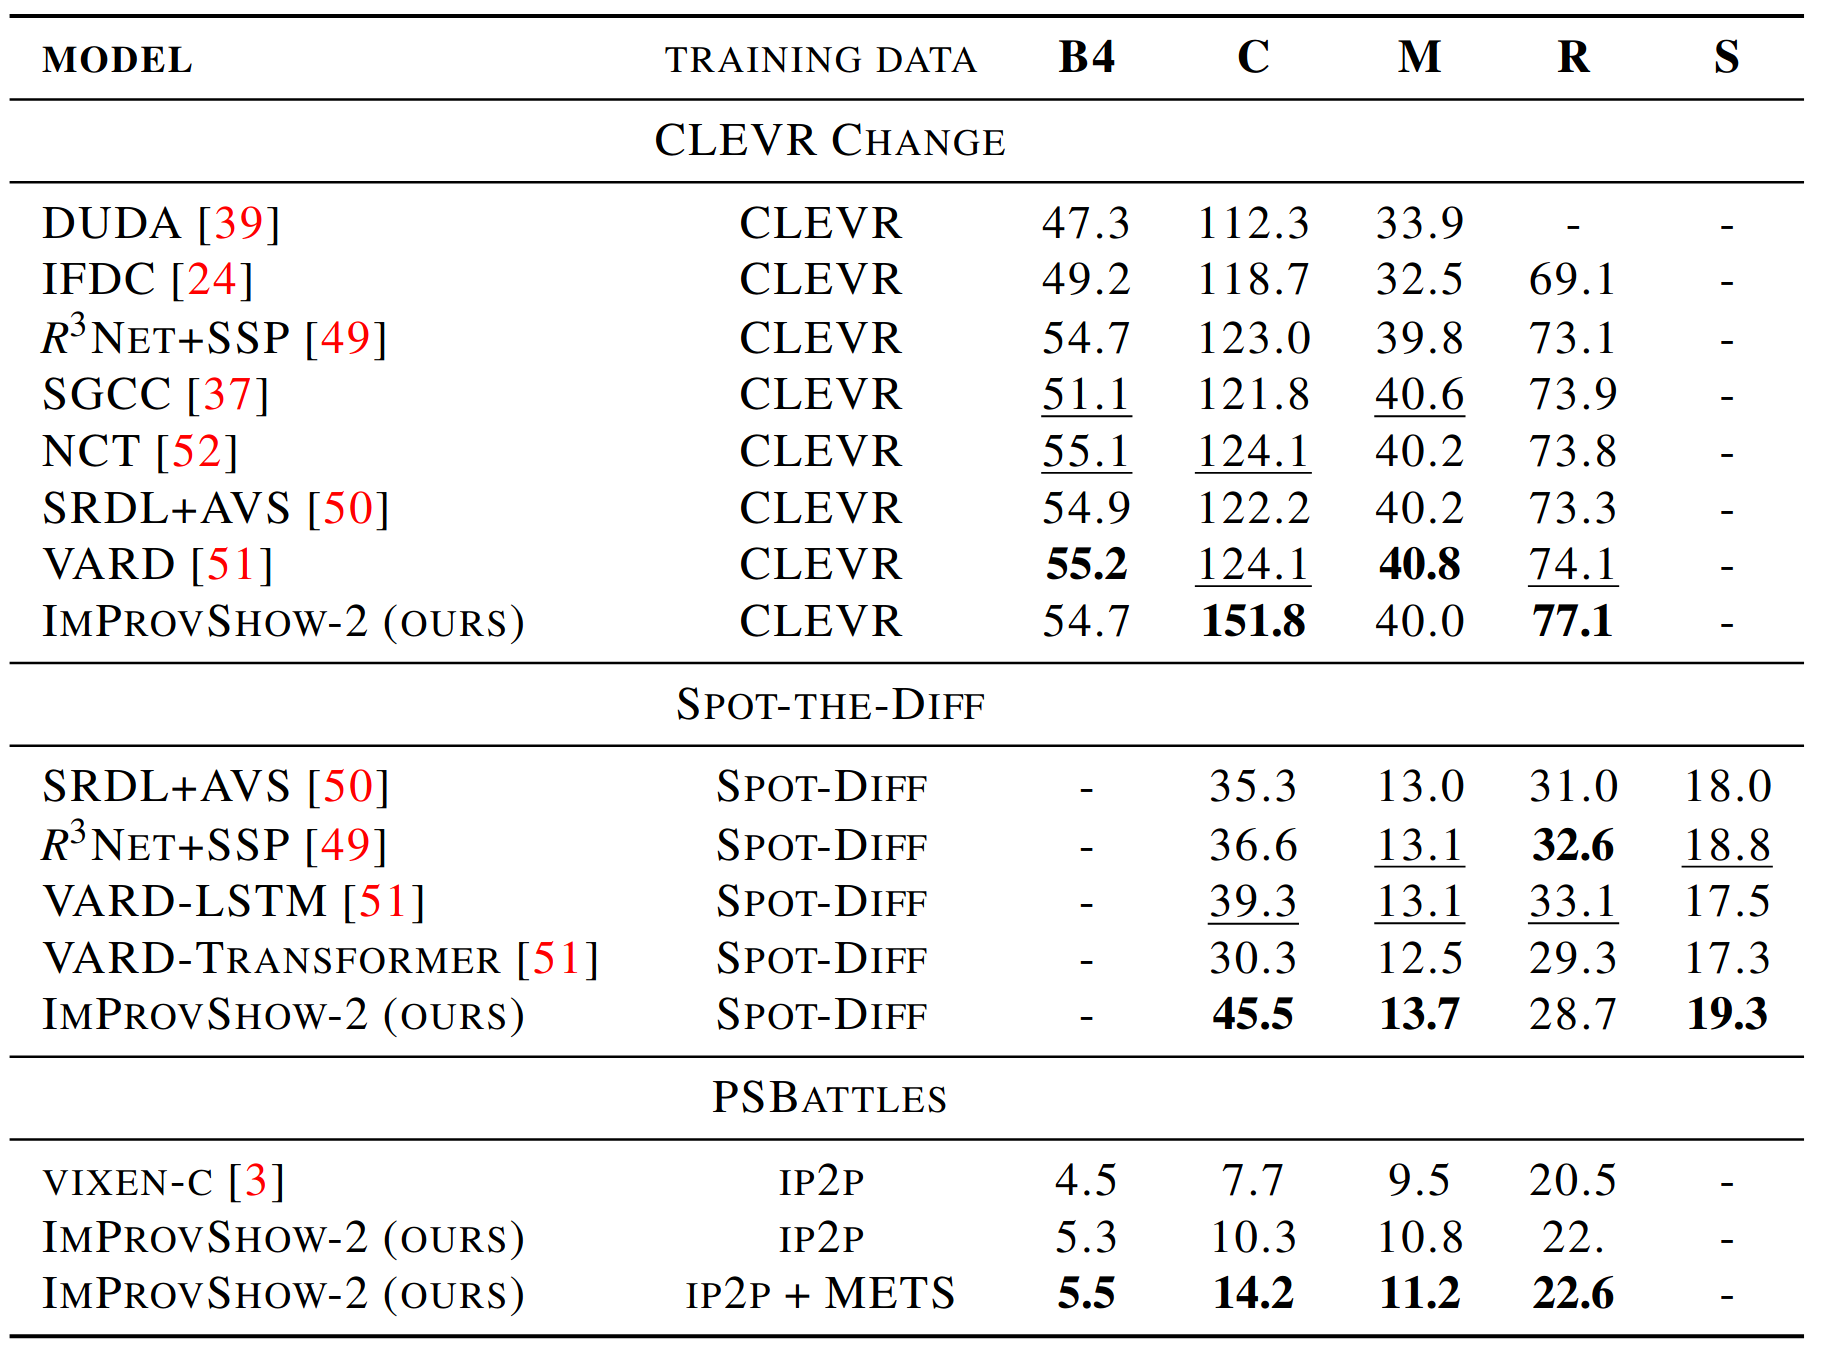 MODEL TRAINING DATA B4 C M R S
CLEVR CHANGE
DUDA [39] CLEVR 47.3 112.3 33.9 - -
IFDC [24] CLEVR 49.2 118.7 32.5 69.1 -
R³NET+SSP [49] CLEVR 54.7 123.0 39.8 73.1 -
SGCC [37] CLEVR 51.1 121.8 40.6 73.9 -
NCT [52] CLEVR 55.1 124.1 40.2 73.8 -
SRDL+AVS [50] CLEVR 54.9 122.2 40.2 73.3 -
VARD [51] CLEVR 55.2 124.1 40.8 74.1 -
IMPROVSHOW-2 (OURS) CLEVR 54.7 151.8 40.0 77.1 -
SPOT-THE-DIFF
SRDL+AVS [50] SPOT-DIFF - 35.3 13.0 31.0 18.0
R³NET+SSP [49] SPOT-DIFF - 36.6 13.1 32.6 18.8
VARD-LSTM [51] SPOT-DIFF - 39.3 13.1 33.1 17.5
VARD-TRANSFORMER [51] SPOT-DIFF - 30.3 12.5 29.3 17.3
IMPROVSHOW-2 (OURS) SPOT-DIFF - 45.5 13.7 28.7 19.3
PSBATTLES
VIXEN-C [3] IP2P 4.5 7.7 9.5 20.5 -
IMPROVSHOW-2 (OURS) IP2P 5.3 10.3 10.8 22. -
IMPROVSHOW-2 (OURS) IP2P + METS 5.5 14.2 11.2 22.6 -